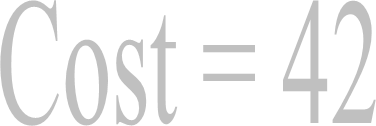 Cost = 42